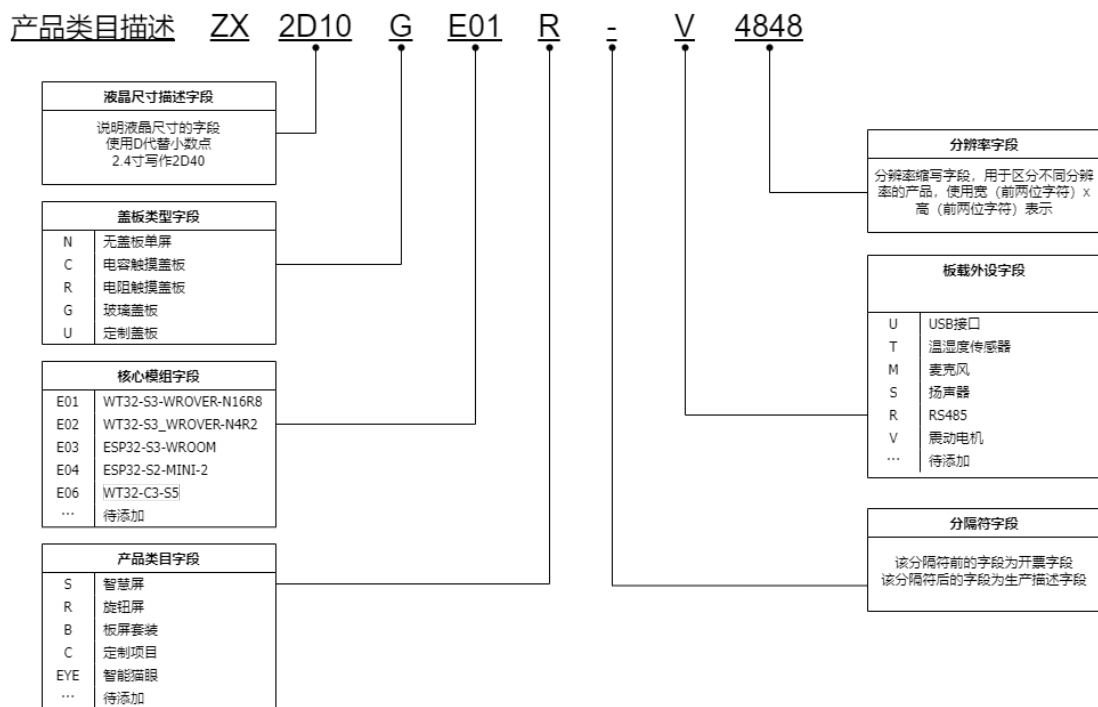 产品类目描述 ZX 2D10 G E01 R - V 4848
液晶尺寸描述字段
说明液晶尺寸的字段
使用D代替小数点
2.4寸写作2D40
盖板类型字段
N 无盖板单屏
C 电容触摸盖板
R 电阻触摸盖板
G 玻璃盖板
U 定制盖板
核心模组字段
E01 WT32-S3-WROVER-N16R8
E02 WT32-S3_WROVER-N4R2
E03 ESP32-S3-WROOM
E04 ESP32-S2-MINI-2
E06 WT32-C3-S5
… 待添加
产品类目字段
S 智慧屏
R 旋钮屏
B 板屏套装
C 定制项目
EYE 智能猫眼
… 待添加
分辨率字段
分辨率缩写字段，用于区分不同分辨
率的产品，使用宽（前两位字符）x
高（前两位字符）表示
板载外设字段
U USB接口
T 温湿度传感器
M 麦克风
S 扬声器
R RS485
V 震动电机
… 待添加
分隔符字段
该分隔符前的字段为开票字段
该分隔符后的字段为生产描述字段